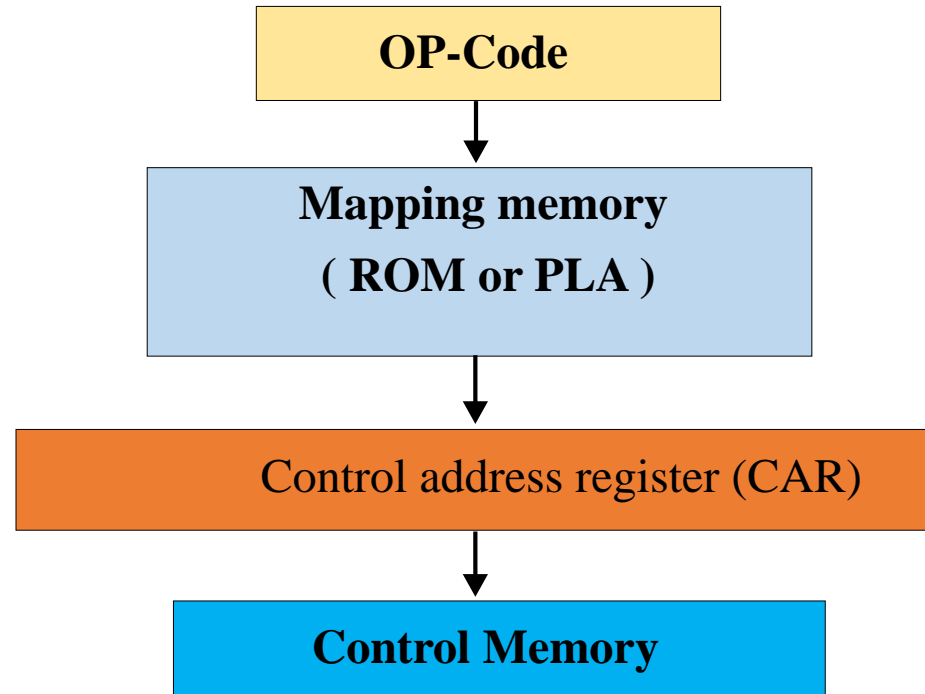 OP-Code
Mapping memory
( ROM or PLA )
Control address register (CAR)
Control Memory